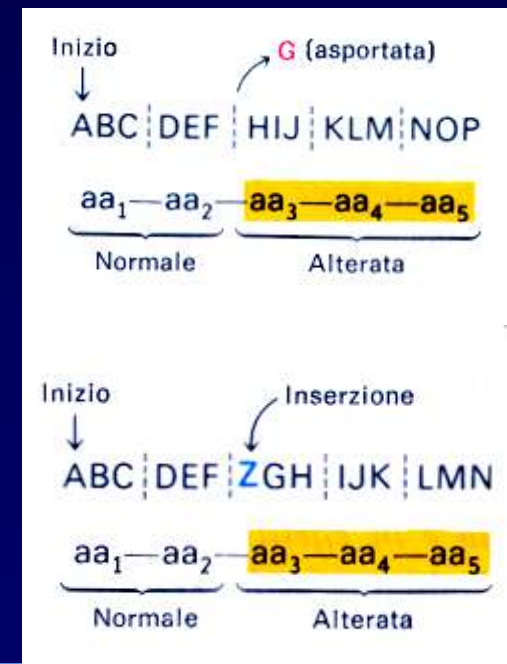 Inizio
G (asportata)
ABC DEF HIJ KLM NOP
aa₁—aa₂—aa₃—aa₄—aa₅
Normale Alterata
Inizio
Inserzione
ABC DEF ZGH IJK LMN
aa₁—aa₂—aa₃—aa₄—aa₅
Normale Alterata